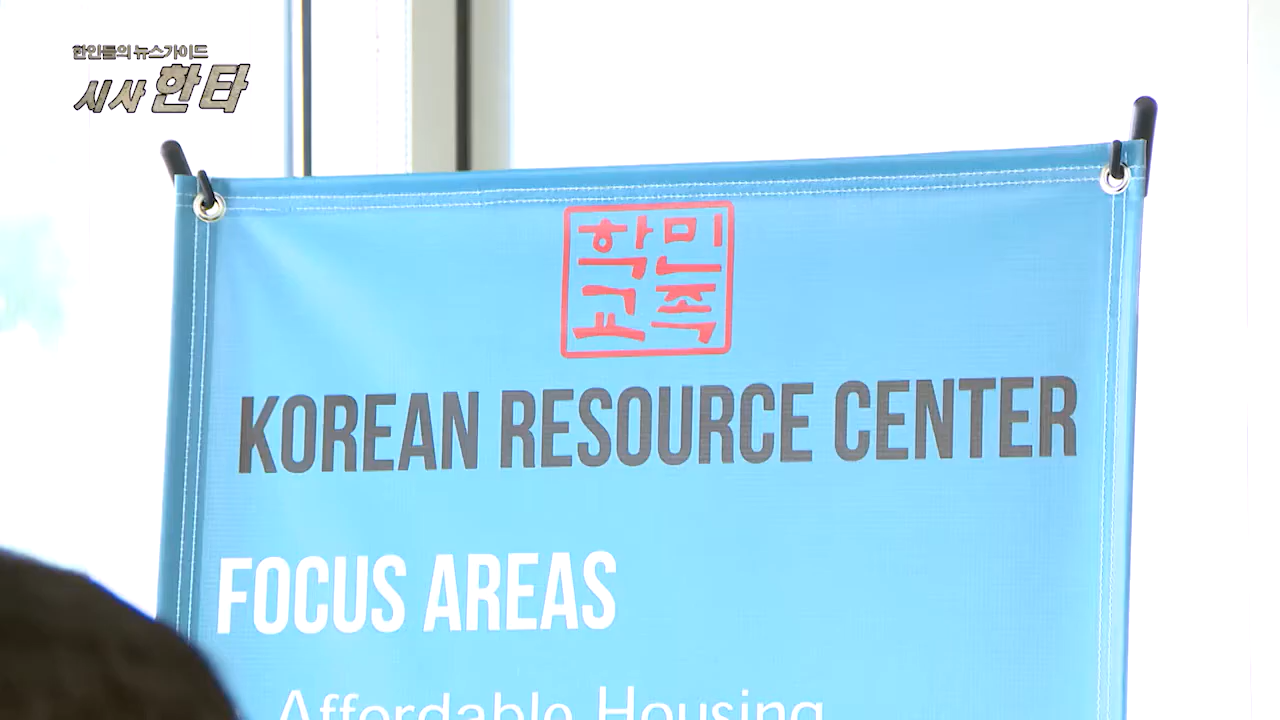 한인들의 뉴스가이드
시사 한타
학민
교족
KOREAN RESOURCE CENTER
FOCUS AREAS
Affordable Housing